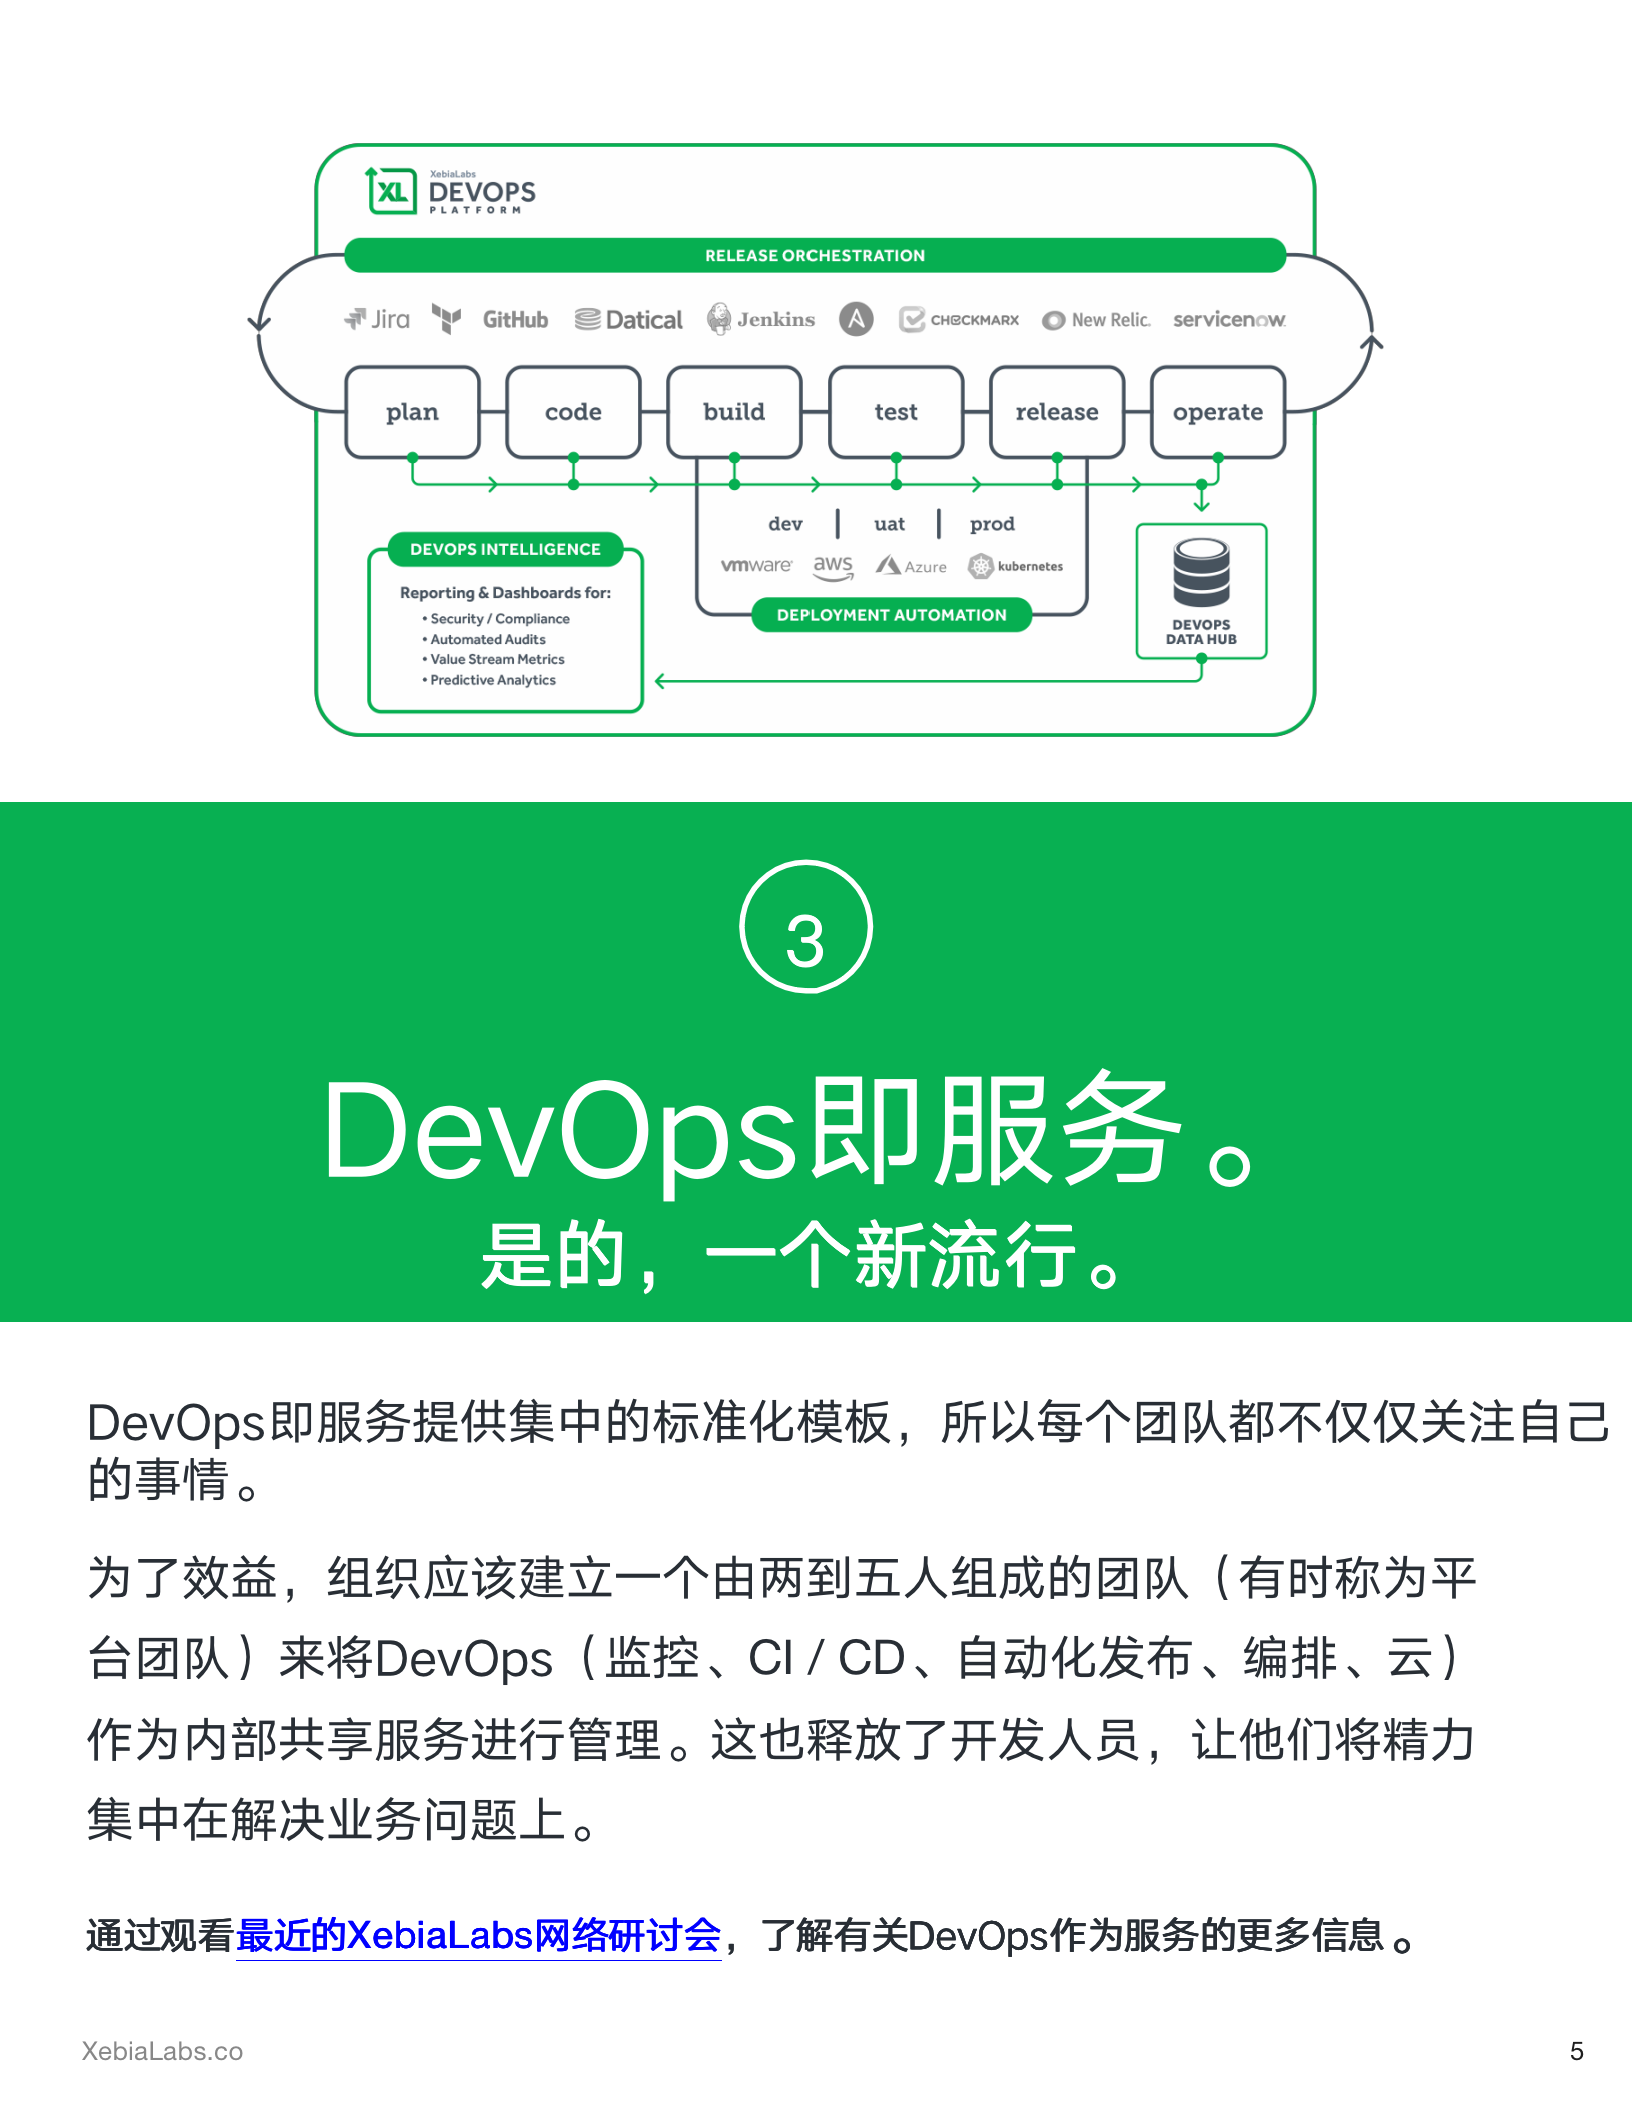 XebiaLabs
XL DEVOPS
PLATFORM
RELEASE ORCHESTRATION
Jira GitHub Datical Jenkins A CHECKMARX New Relic. servicenow
plan code build test release operate
dev | uat | prod
vmware aws Azure kubernetes
DEPLOYMENT AUTOMATION
DEVOPS INTELLIGENCE
Reporting & Dashboards for:
• Security / Compliance
• Automated Audits
• Value Stream Metrics
• Predictive Analytics
DEVOPS
DATA HUB
3
DevOps即服务。
是的，一个新流行。
DevOps即服务提供集中的标准化模板，所以每个团队都不仅仅关注自己
的事情。
为了效益，组织应该建立一个由两到五人组成的团队（有时称为平
台团队）来将DevOps（监控、CI / CD、自动化发布、编排、云）
作为内部共享服务进行管理。这也释放了开发人员，让他们将精力
集中在解决业务问题上。
通过观看最近的XebiaLabs网络研讨会，了解有关DevOps作为服务的更多信息。
XebiaLabs.co
5